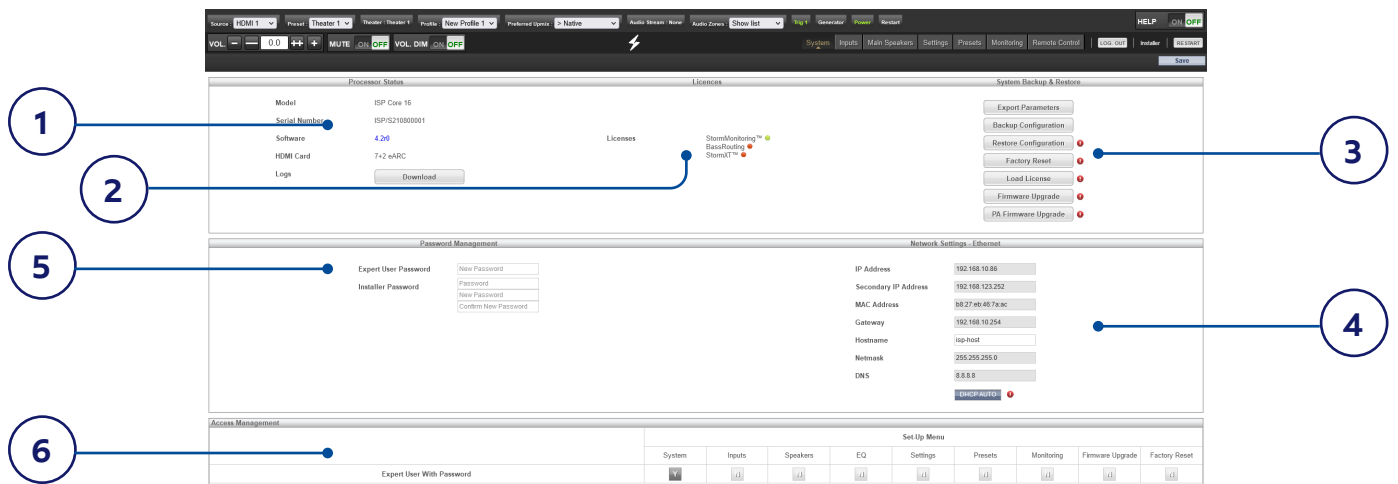 Source : HDMI 1 Preset : Theater 1 Theater : Theater 1 Profile : New Profile 1 Preferred Upmix : > Native Audio Stream : None Audio Zones : Show list Trig 1 Generator Power Restart HELP ON OFF
VOL. 0.0 MUTE ON OFF VOL. DIM ON OFF System Inputs Main Speakers Settings Presets Monitoring Remote Control LOG. OUT Installer RESTART
Save
Processor Status Licences System Backup & Restore
Model ISP Core 16 Export Parameters
1
Serial Number ISP/S210800001 Backup Configuration
Software 4.2r0 Licenses StormMonitoring™ Restore Configuration
BassRouting
3
HDMI Card 7+2 eARC StormXT™ Factory Reset
Logs Download Load License
2
Firmware Upgrade
PA Firmware Upgrade
Password Management Network Settings - Ethernet
5
Expert User Password New Password IP Address 192.168.10.86
Installer Password Password Secondary IP Address 192.168.123.252
New Password
Confirm New Password MAC Address b8:27:eb:46:7a:ac
Gateway 192.168.10.254
4
Hostname isp-host
Netmask 255.255.255.0
DNS 8.8.8.8
DHCP AUTO
Access Management
Set-Up Menu
6
System Inputs Speakers EQ Settings Presets Monitoring Firmware Upgrade Factory Reset
Expert User With Password Y